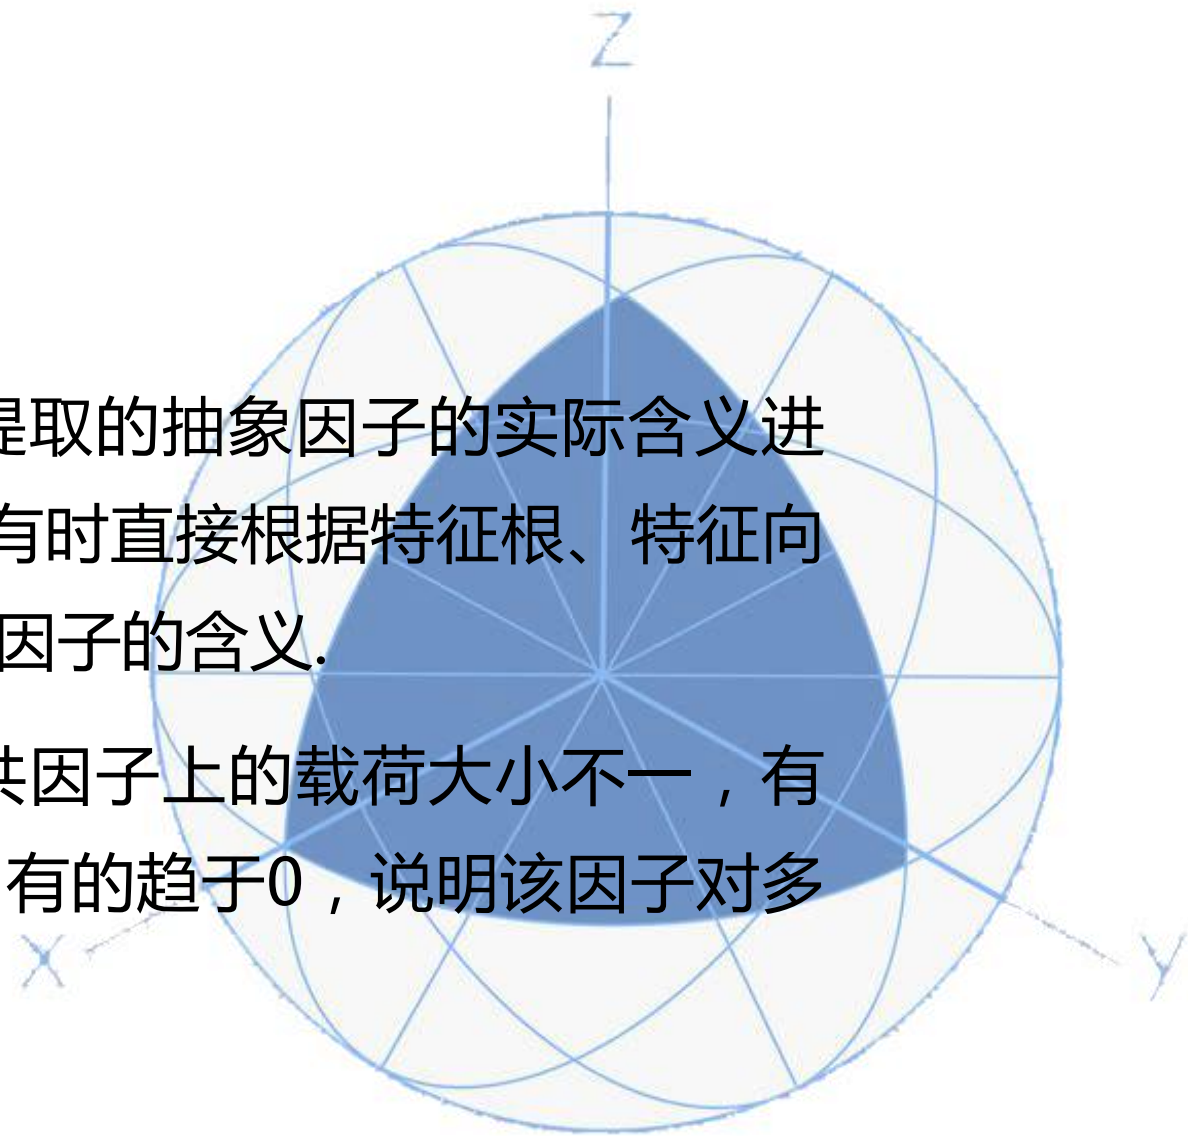 Z
提取的抽象因子的实际含义进
有时直接根据特征根、特征向
因子的含义.
共因子上的载荷大小不一，有
有的趋于0，说明该因子对多
X
Y